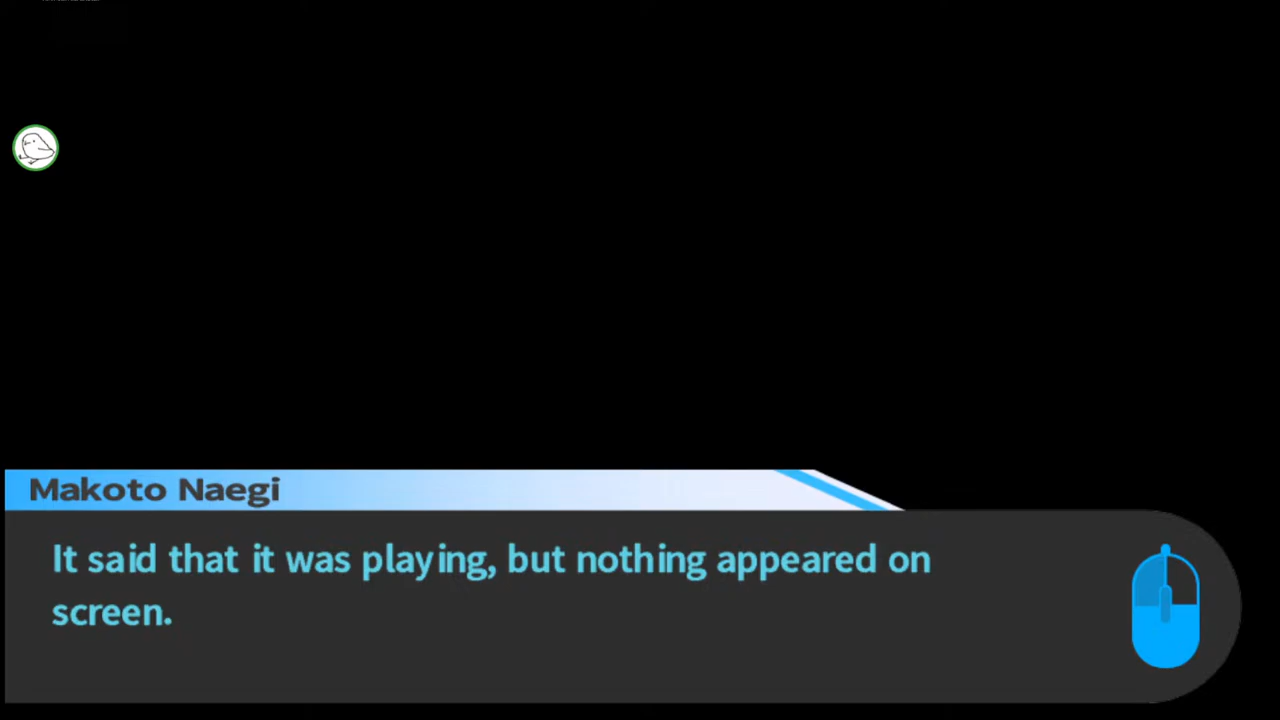 Makoto Naegi
It said that it was playing, but nothing appeared on
screen.